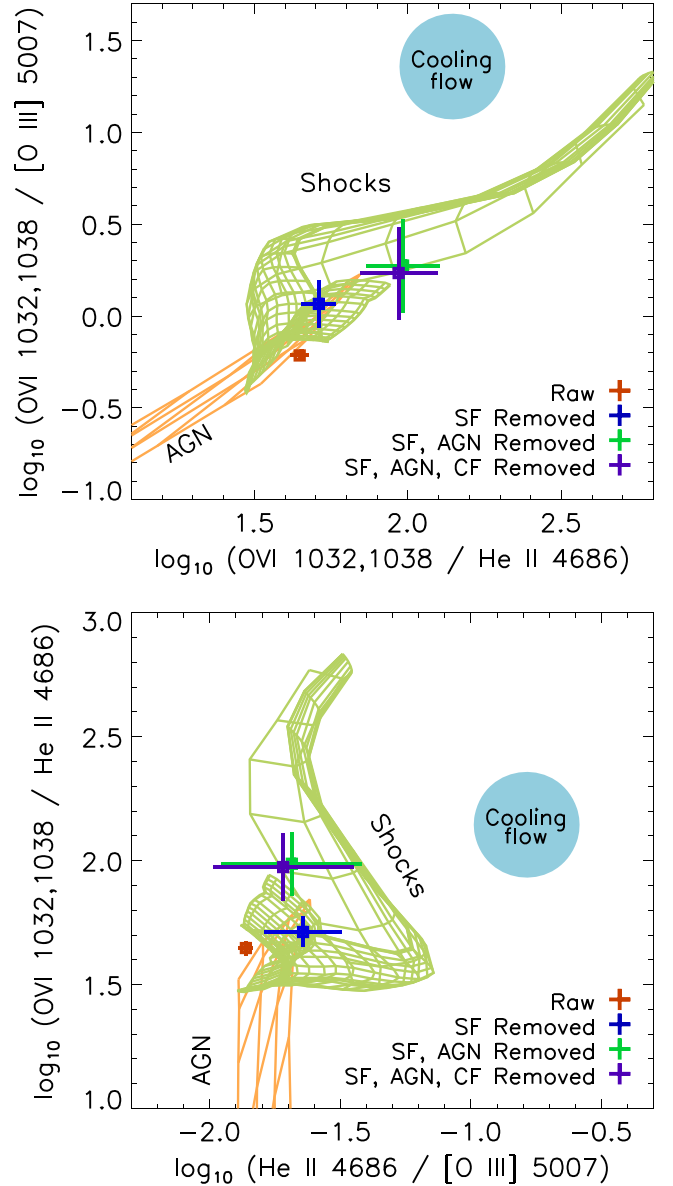 1.5
1.0
0.5
0.0
−0.5
−1.0
log₁₀ (OVI 1032,1038 / [O III] 5007)
Cooling
flow
Shocks
AGN
Raw
SF Removed
SF, AGN Removed
SF, AGN, CF Removed
1.5 2.0 2.5
log₁₀ (OVI 1032,1038 / He II 4686)
3.0
2.5
2.0
1.5
1.0
log₁₀ (OVI 1032,1038 / He II 4686)
Cooling
flow
Shocks
AGN
Raw
SF Removed
SF, AGN Removed
SF, AGN, CF Removed
−2.0 −1.5 −1.0 −0.5
log₁₀ (He II 4686 / [O III] 5007)